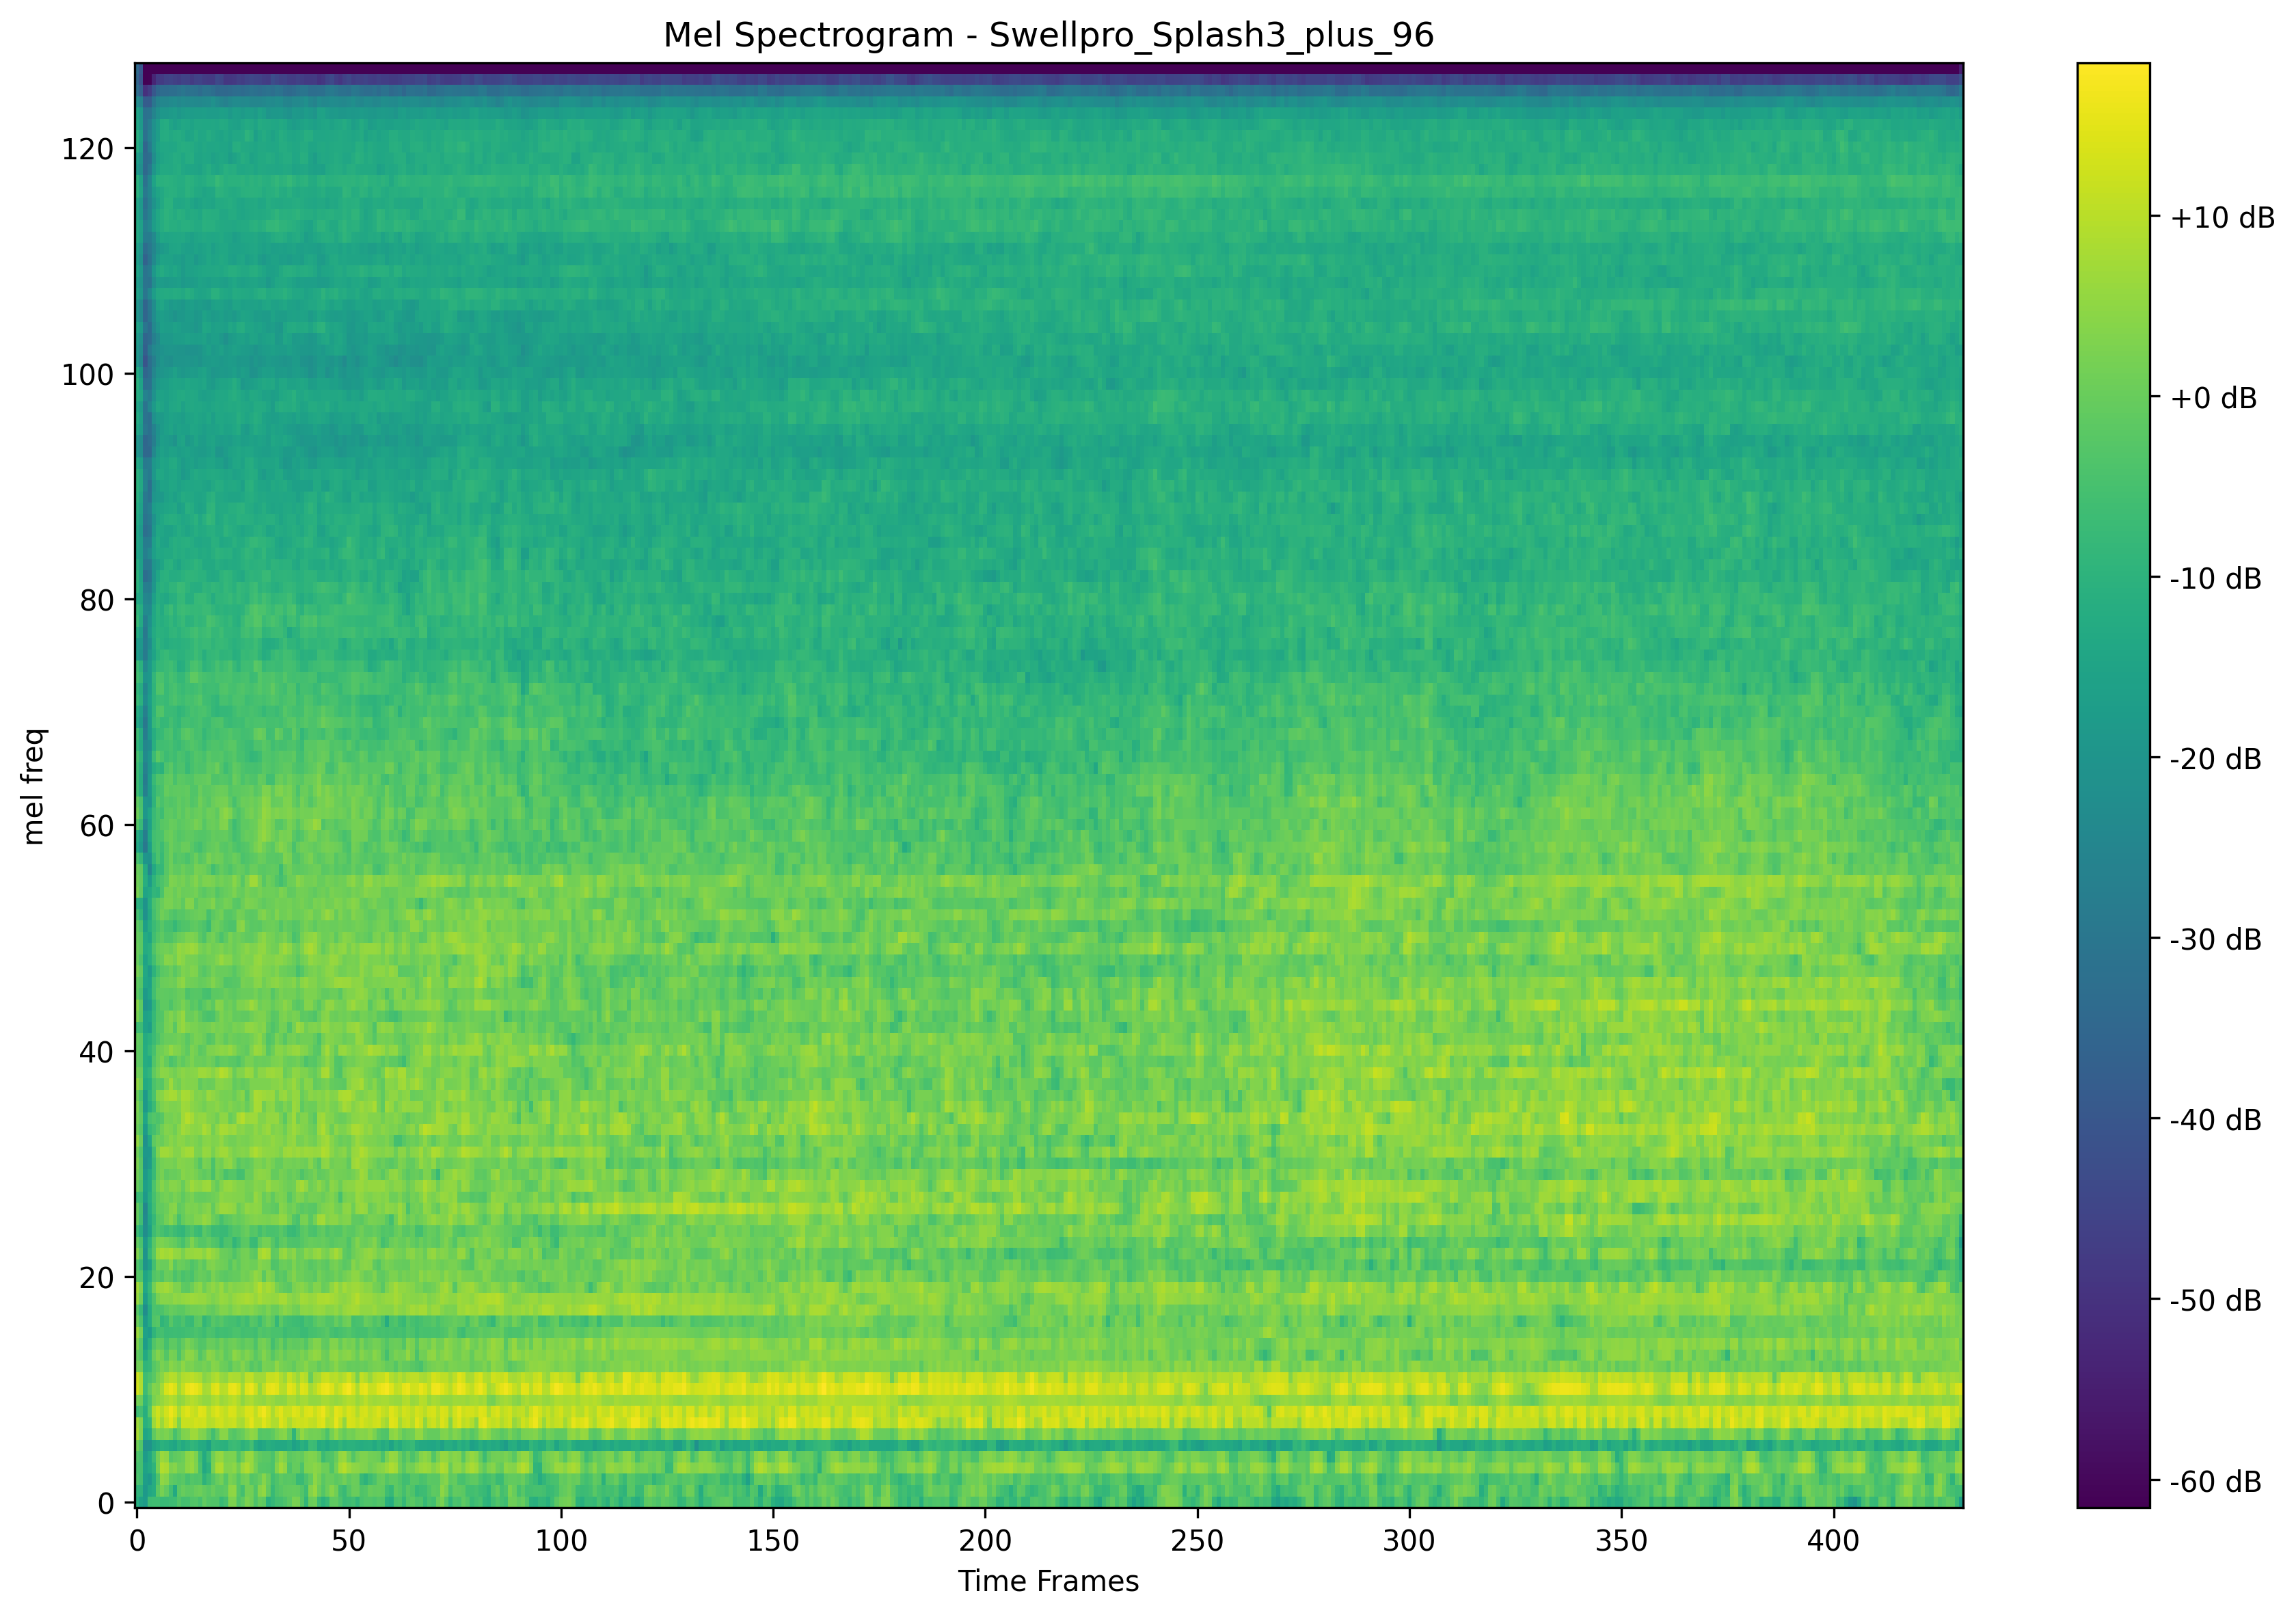 Mel Spectrogram - Swellpro_Splash3_plus_96
mel freq
120
100
80
60
40
20
0
0 50 100 150 200 250 300 350 400
Time Frames
+10 dB
+0 dB
-10 dB
-20 dB
-30 dB
-40 dB
-50 dB
-60 dB